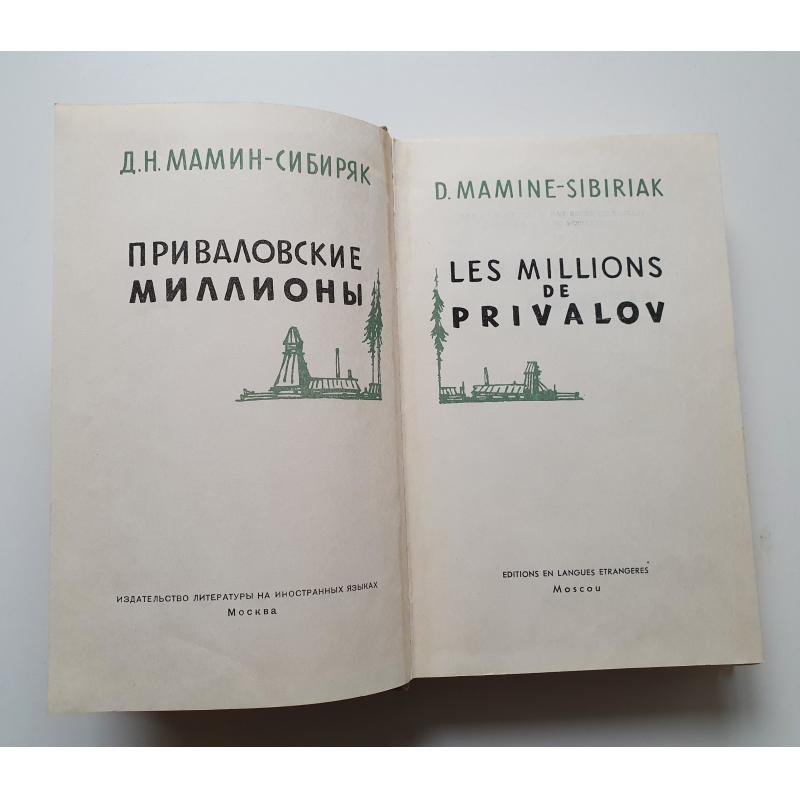 Д.Н. МАМИН-СИБИРЯК
ПРИВАЛОВСКИЕ
МИЛЛИОНЫ
ИЗДАТЕЛЬСТВО ЛИТЕРАТУРЫ НА ИНОСТРАННЫХ ЯЗЫКАХ
Москва
D. MAMINE-SIBIRIAK
LES MILLIONS
DE
PRIVALOV
EDITIONS EN LANGUES ETRANGERES
Moscou